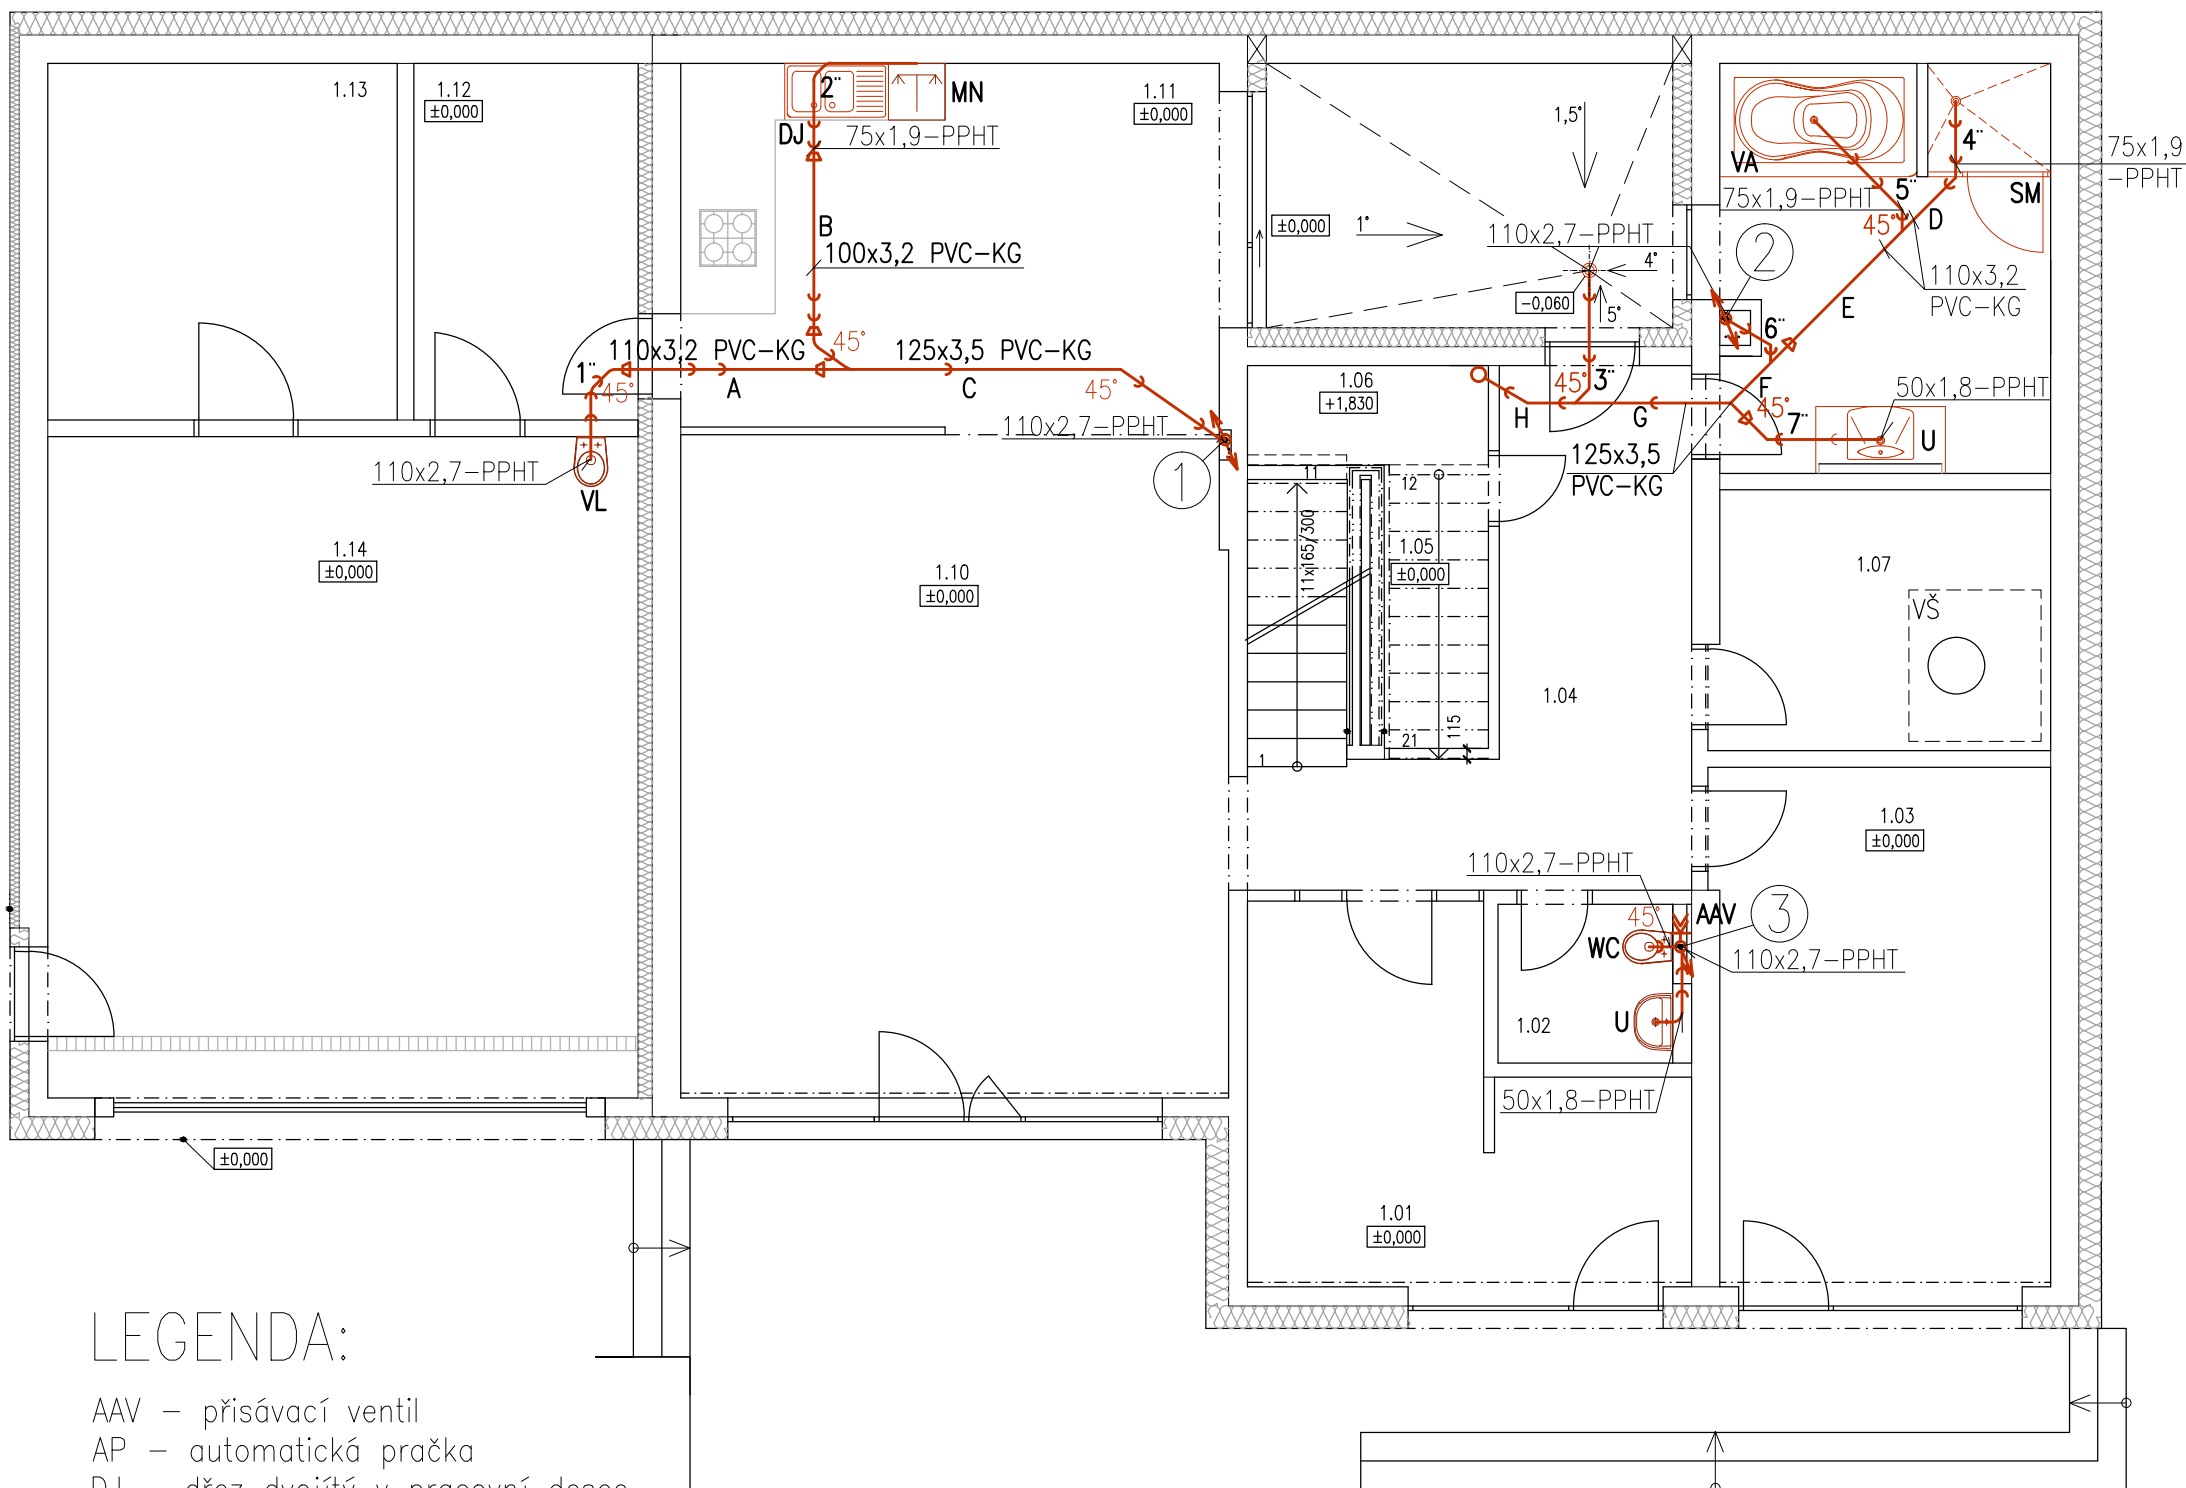 1.13
1.12
±0,000
2"
MN
DJ
75x1,9-PPHT
1.11
±0,000
1,5°
VA
4"
75x1,9
-PPHT
SM
5"
75x1,9-PPHT
45°
D
B
100x3,2 PVC-KG
±0,000
1°
110x2,7-PPHT
2
4°
-0,060
5°
110x3,2
PVC-KG
E
6"
45°
110x3,2 PVC-KG
125x3,5 PVC-KG
1"
45°
A
C
45°
1.06
+1,830
45°
3"
F
50x1,8-PPHT
H
G
45°
7"
U
110x2,7-PPHT
110x2,7-PPHT
VL
1
125x3,5
PVC-KG
11
12
11x165/300
1.05
±0,000
1.14
±0,000
1.10
±0,000
1.07
VŠ
1.04
115
21
1
1.03
±0,000
110x2,7-PPHT
45°
AAV
3
WC
110x2,7-PPHT
U
1.02
50x1,8-PPHT
±0,000
1.01
±0,000
LEGENDA:
AAV - přisávací ventil
AP - automatická pračka
DJ - dřez dvojitý v pracovní desce